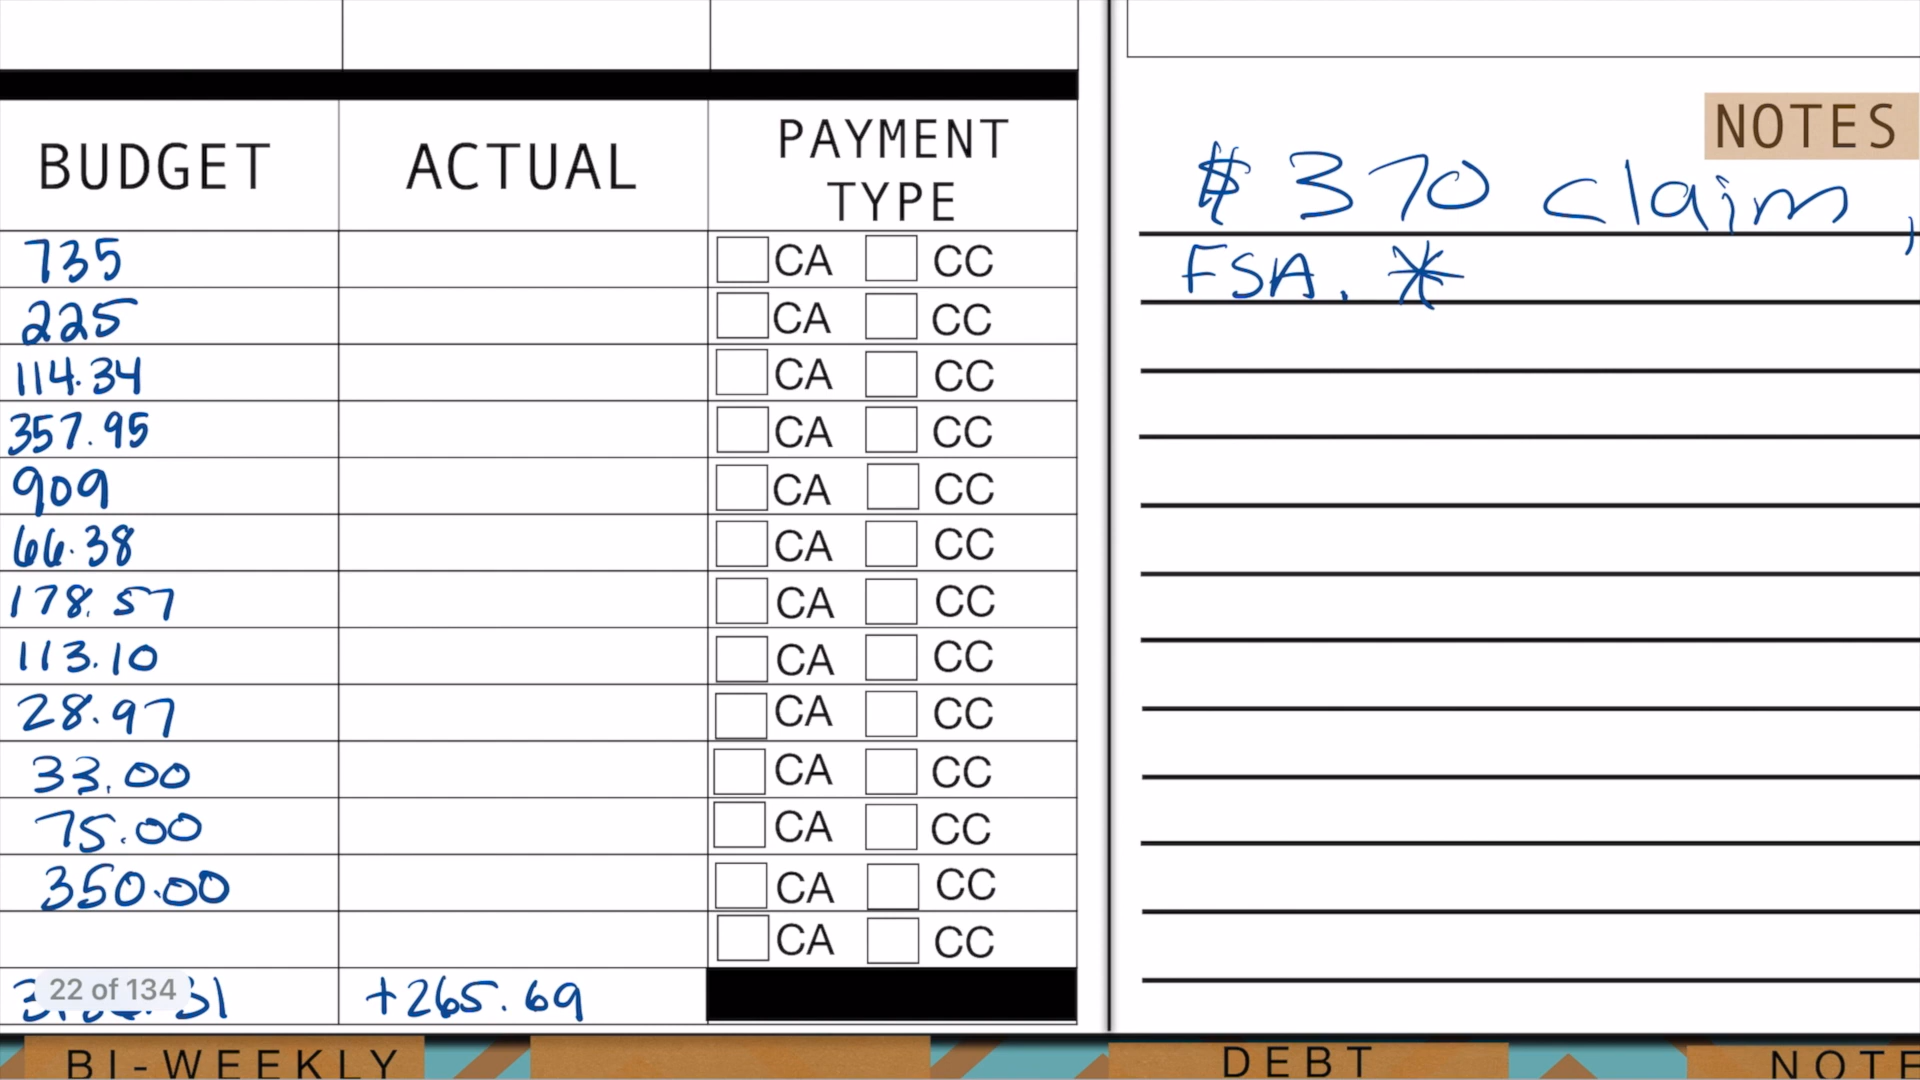 BUDGET ACTUAL PAYMENT TYPE
735 CA CC
225 CA CC
114.34 CA CC
357.95 CA CC
909 CA CC
66.38 CA CC
178.57 CA CC
113.10 CA CC
28.97 CA CC
33.00 CA CC
75.00 CA CC
350.00 CA CC
CA CC
22 of 134 +265.69
NOTES
$370 claim,
FSA. *
BI-WEEKLY DEBT NOTE